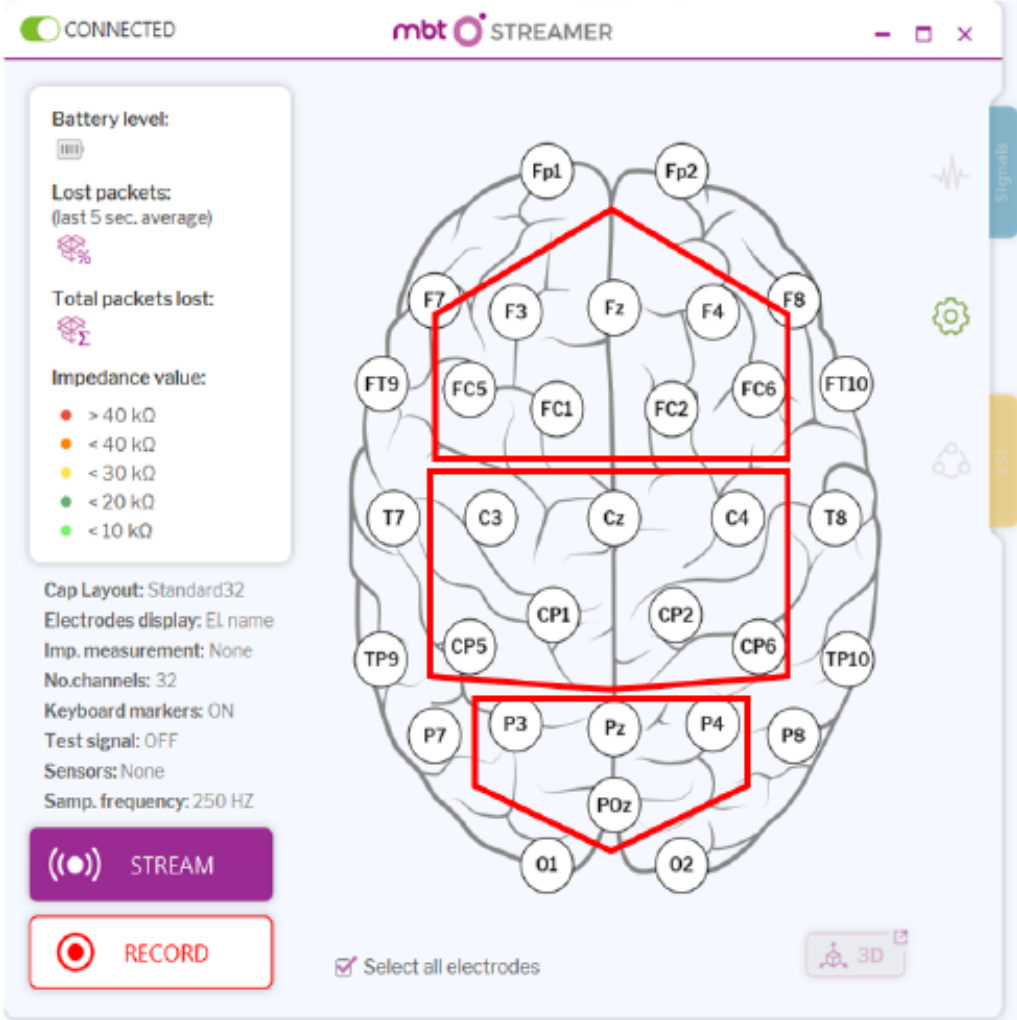 CONNECTED
mbt STREAMER
Battery level:
Lost packets:
(last 5 sec. average)
%
Total packets lost:
Σ
Impedance value:
> 40 kΩ
< 40 kΩ
< 30 kΩ
< 20 kΩ
< 10 kΩ
Cap Layout: Standard32
Electrodes display: El. name
Imp. measurement: None
No.channels: 32
Keyboard markers: ON
Test signal: OFF
Sensors: None
Samp. frequency: 250 HZ
STREAM
RECORD
Fp1 Fp2
F7 F3 Fz F4 F8
FT9 FC5 FC1 FC2 FC6 FT10
T7 C3 Cz C4 T8
CP1 CP2
TP9 CP5 CP6 TP10
P7 P3 Pz P4 P8
POz
O1 O2
Select all electrodes
3D
Signals
LSL